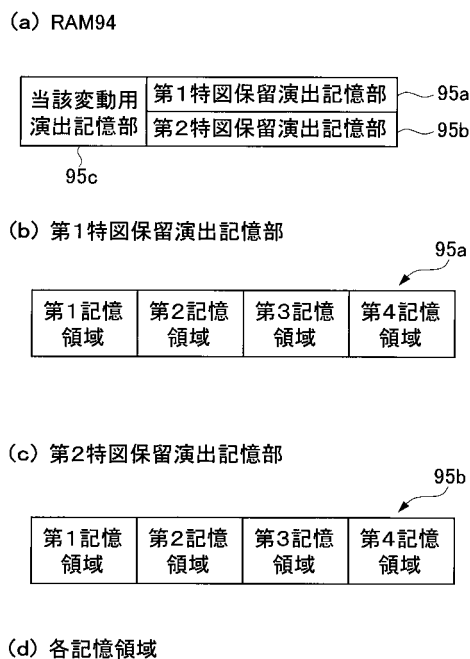 (a) RAM94
当該変動用
演出記憶部
第1特図保留演出記憶部
第2特図保留演出記憶部
95a
95b
95c
(b) 第1特図保留演出記憶部
95a
第1記憶
領域
第2記憶
領域
第3記憶
領域
第4記憶
領域
(c) 第2特図保留演出記憶部
95b
第1記憶
領域
第2記憶
領域
第3記憶
領域
第4記憶
領域
(d) 各記憶領域